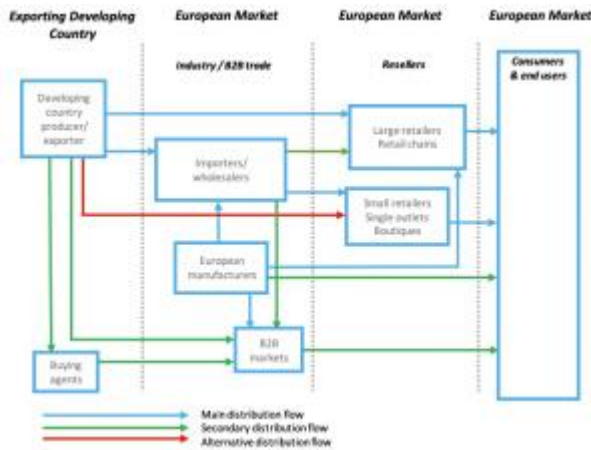 Exporting Developing
Country
European Market
European Market
European Market
Industry / B2B trade
Resellers
Consumers
& end users
Developing
country
producer/
exporter
Large retailers
Retail chains
Importers/
wholesalers
Small retailers
Single outlets
Boutiques
European
manufacturers
B2B
markets
Buying
agents
Main distribution flow
Secondary distribution flow
Alternative distribution flow